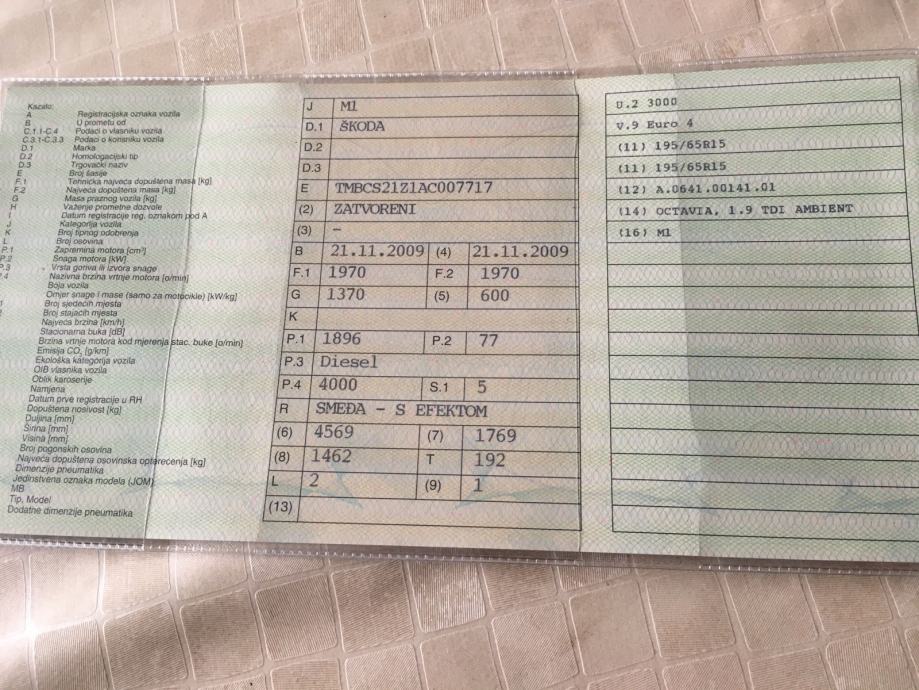 Kazalo:
A Registracijska oznaka vozila
B U prometu od
C.1.1-C.4 Podaci o vlasniku vozila
C.3.1-C.3.3 Podaci o korisniku vozila
D.1 Marka
D.2 Homologacijski tip
D.3 Trgovački naziv
E Broj šasije
F.1 Tehnička najveća dopuštena masa [kg]
F.2 Najveća dopuštena masa [kg]
G Masa praznog vozila [kg]
H Važenje prometne dozvole
I Datum registracije reg. oznakom pod A
J Kategorija vozila
K Broj tipnog odobrenja
L Broj osovina
P.1 Zapremina motora [cm³]
P.2 Snaga motora [kW]
P.3 Vrsta goriva ili izvora snage
.4 Nazivna brzina vrtnje motora [o/min]
Boja vozila
Omjer snage i mase (samo za motocikle) [kW/kg]
Broj sjedećih mjesta
Broj stajaćih mjesta
Najveća brzina [km/h]
Stacionarna buka [dB]
Brzina vrtnje motora kod mjerenja stac. buke [o/min]
Emisija CO₂ [g/km]
Ekološka kategorija vozila
OIB vlasnika vozila
Oblik karoserije
Namjena
Datum prve registracije u RH
Dopuštena nosivost [kg]
Duljina [mm]
Širina [mm]
Visina [mm]
Broj pogonskih osovina
Najveća dopuštena osovinska opterećenja [kg]
Dimenzije pneumatika
Jedinstvena oznaka modela (JOM)
MB
Tip, Model
Dodatne dimenzije pneumatika
J M1
D.1 ŠKODA
D.2
D.3
E TMBCS21Z1AC007717
(2) ZATVORENI
(3) –
B 21.11.2009 (4) 21.11.2009
F.1 1970 F.2 1970
G 1370 (5) 600
K
P.1 1896 P.2 77
P.3 Diesel
P.4 4000 S.1 5
R SMEĐA - S EFEKTOM
(6) 4569 (7) 1769
(8) 1462 T 192
L 2 (9) 1
(13)
U.2 3000
V.9 Euro 4
(11) 195/65R15
(11) 195/65R15
(12) A.0641.00141.01
(14) OCTAVIA, 1.9 TDI AMBIENT
(16) M1